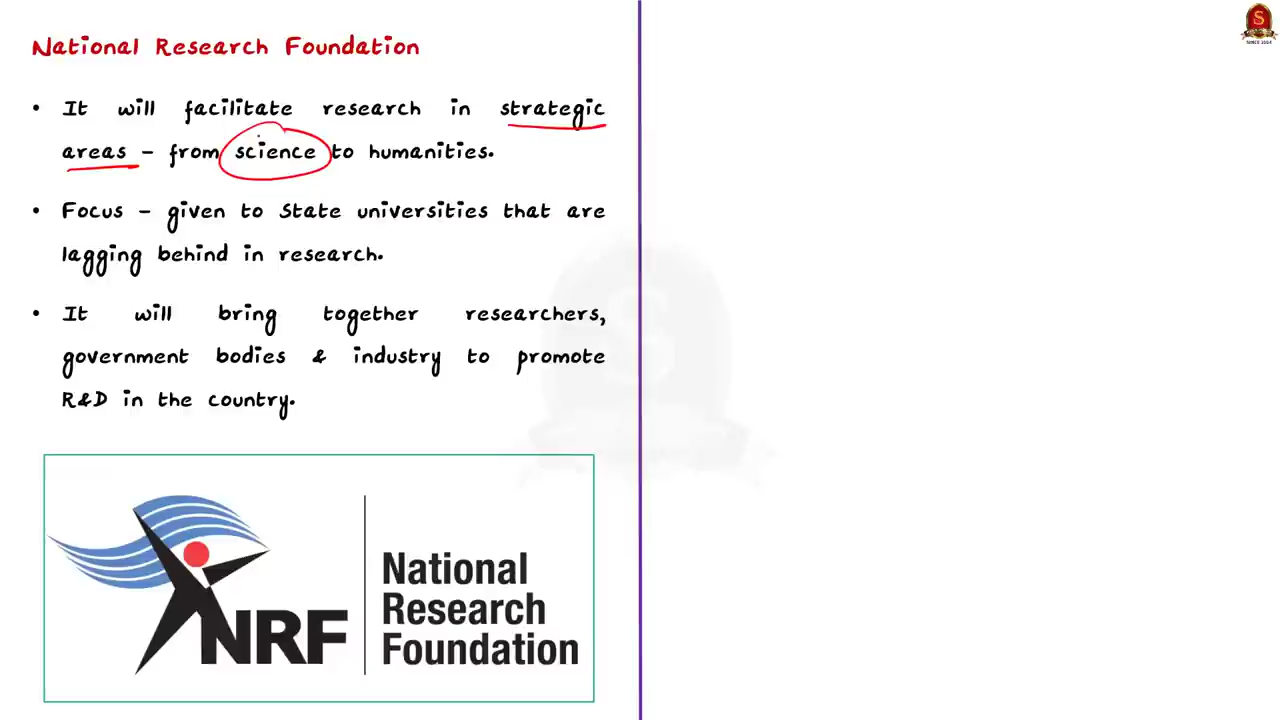 National Research Foundation
• It will facilitate research in strategic
areas – from science to humanities.
• Focus – given to State universities that are
lagging behind in research.
• It will bring together researchers,
government bodies & industry to promote
R&D in the country.
NRF
National
Research
Foundation
S
SINCE 2004
S